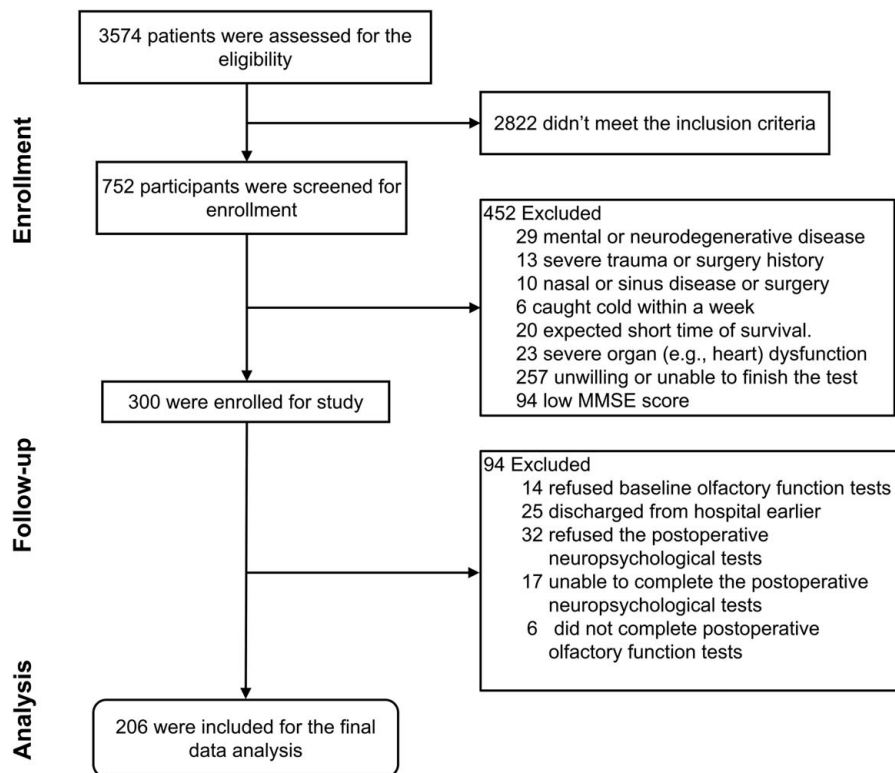 3574 patients were assessed for the
eligibility
2822 didn't meet the inclusion criteria
Enrollment
752 participants were screened for
enrollment
452 Excluded
29 mental or neurodegenerative disease
13 severe trauma or surgery history
10 nasal or sinus disease or surgery
6 caught cold within a week
20 expected short time of survival.
23 severe organ (e.g., heart) dysfunction
257 unwilling or unable to finish the test
94 low MMSE score
300 were enrolled for study
Follow-up
94 Excluded
14 refused baseline olfactory function tests
25 discharged from hospital earlier
32 refused the postoperative
neuropsychological tests
17 unable to complete the postoperative
neuropsychological tests
6 did not complete postoperative
olfactory function tests
Analysis
206 were included for the final
data analysis